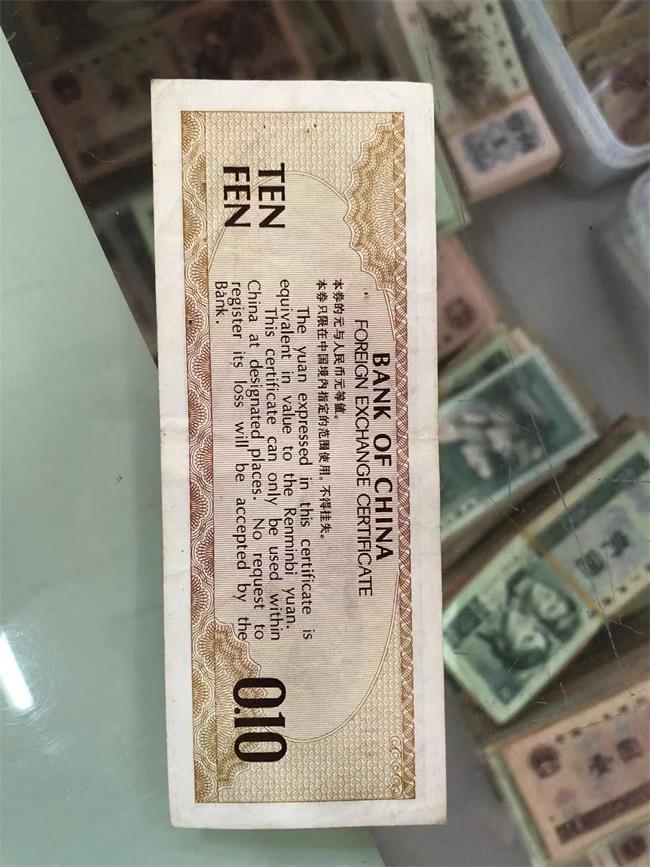 BANK OF CHINA
FOREIGN EXCHANGE CERTIFICATE
本券的元与人民币元等值。
本券只限在中国境内指定的范围使用。不得挂失。
The yuan expressed in this certificate is
equivalent in value to the Renminbi yuan.
This certificate can only be used within
China at designated places. No request to
register its loss will be accepted by the
Bank.
TEN
FEN
0.10